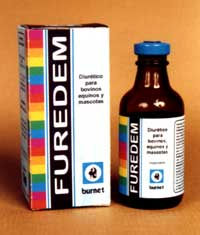 FUREDEM
Diurético
para
bovinos
equinos y
mascotas
burnet
FUREDEM
Diurético
para
bovinos,
equinos y
mascotas
burnet